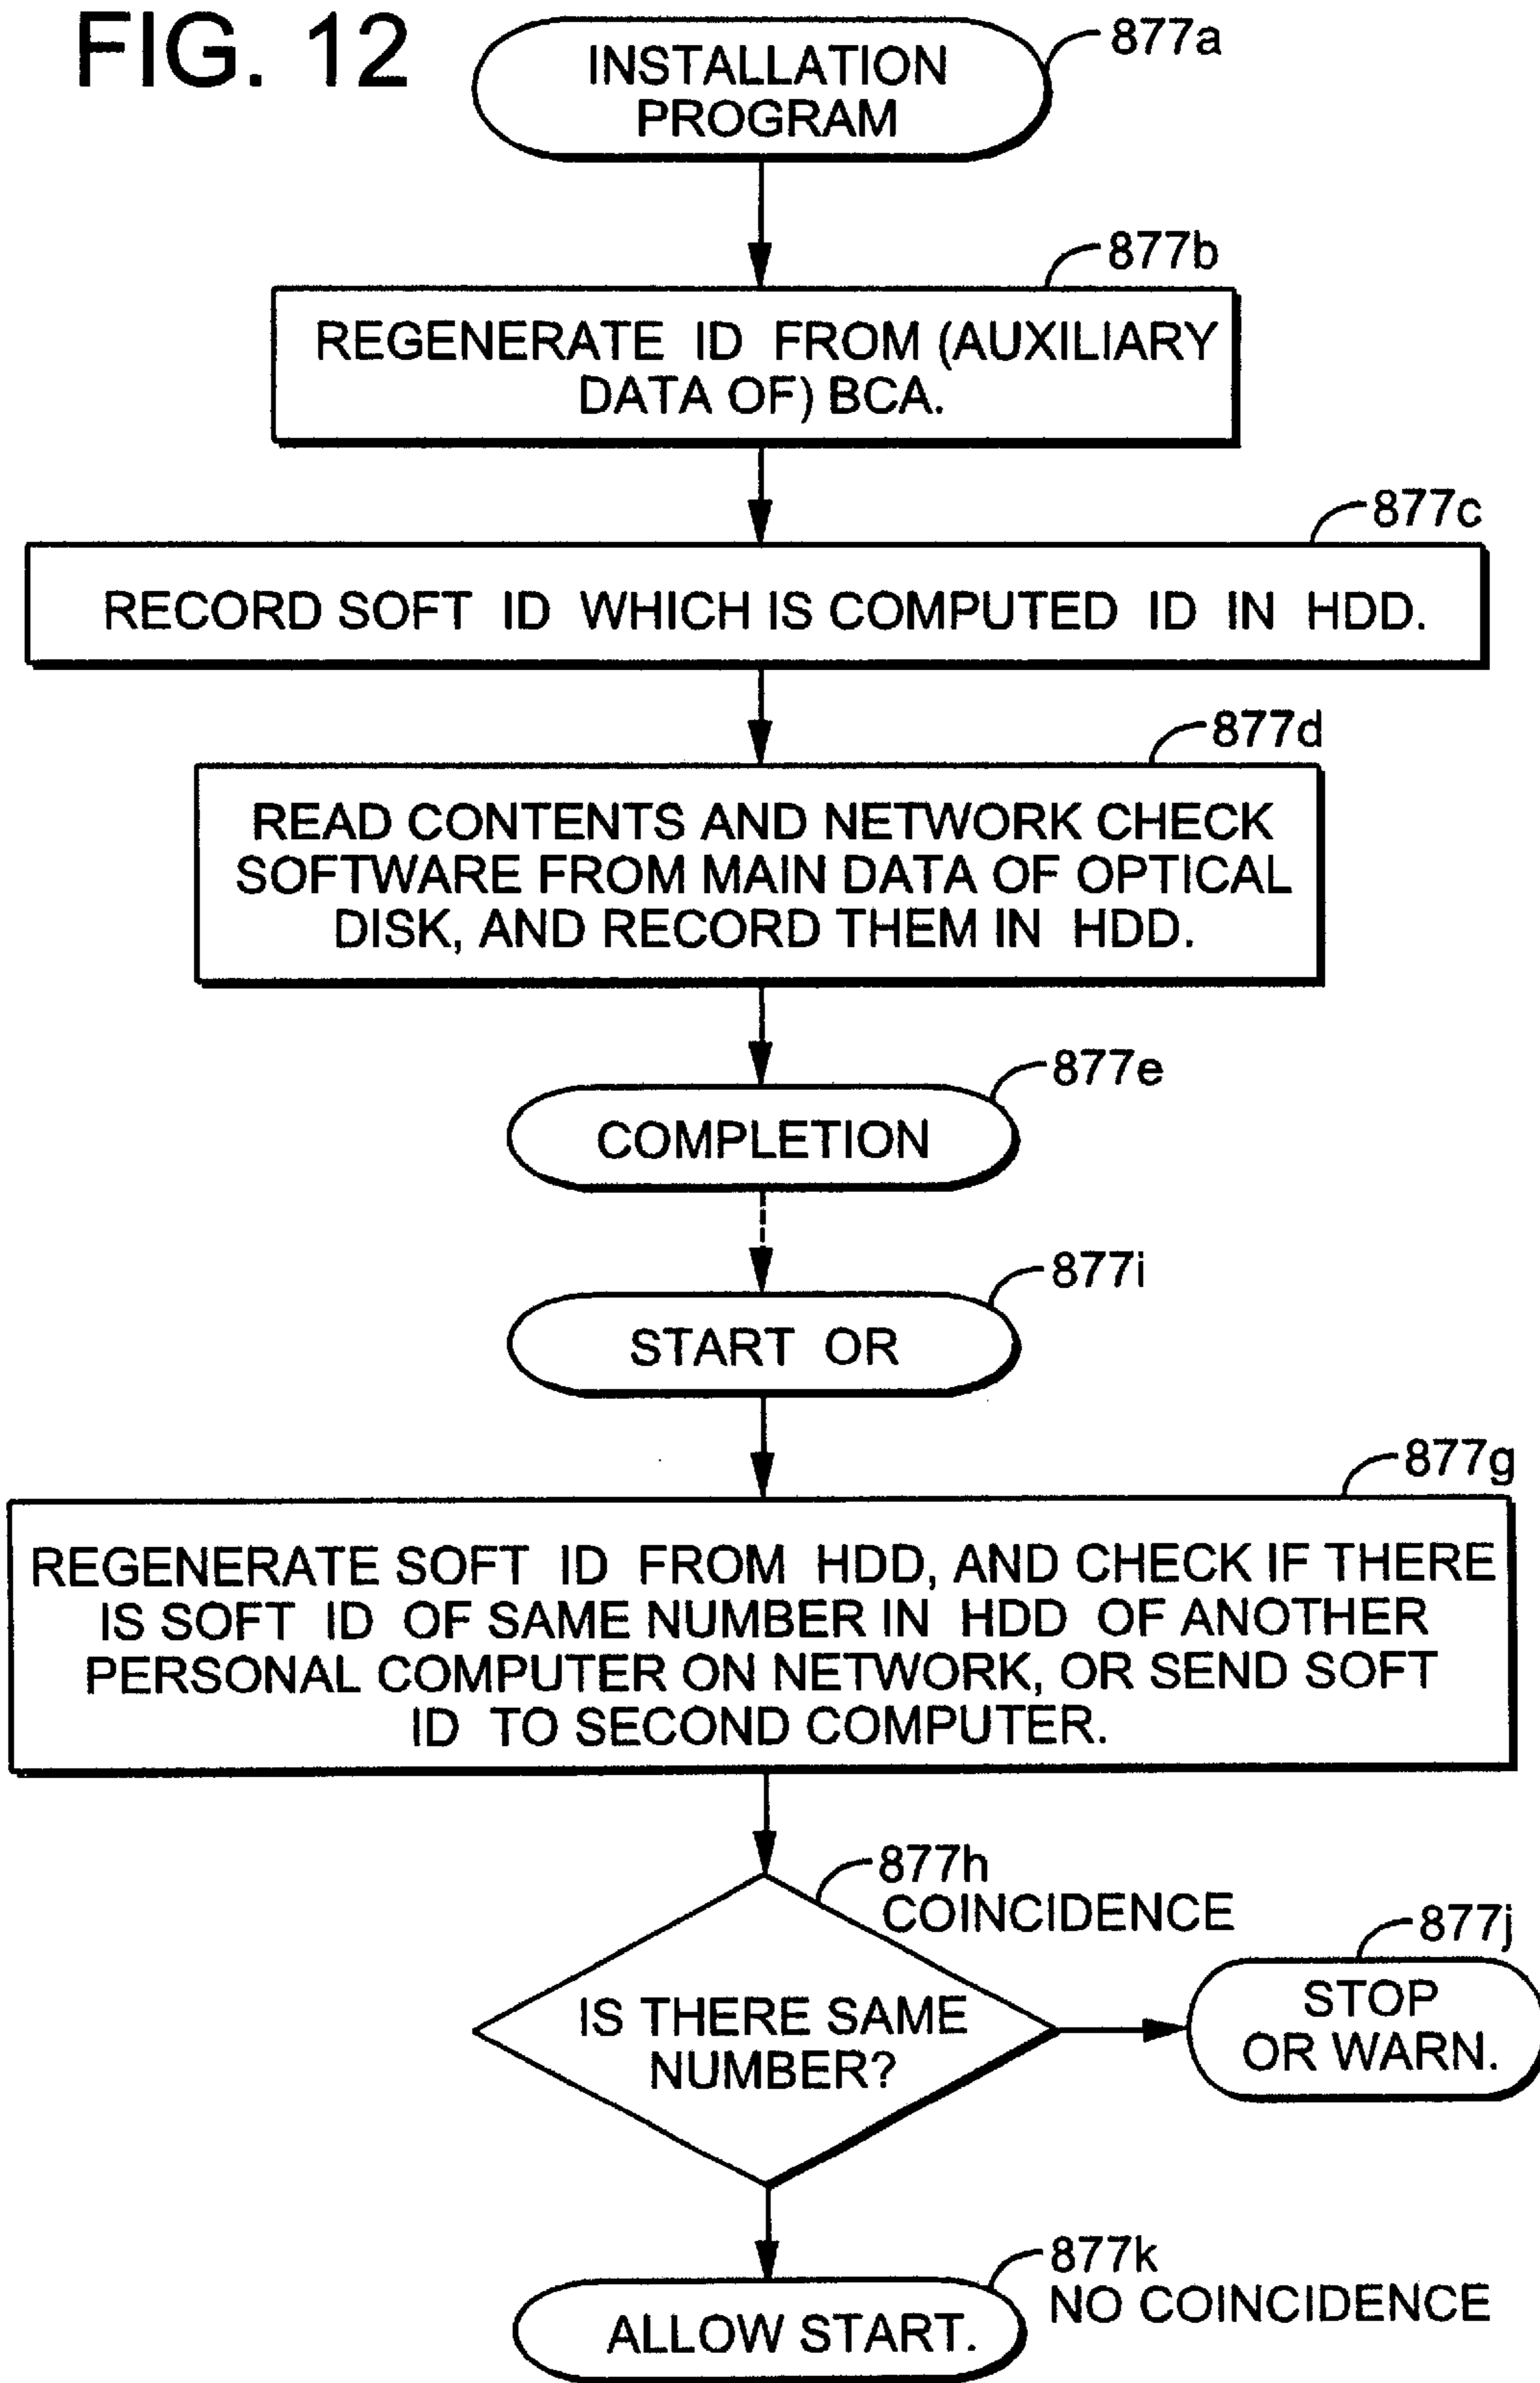 FIG. 12
877a
INSTALLATION
PROGRAM
877b
REGENERATE ID FROM (AUXILIARY
DATA OF) BCA.
877c
RECORD SOFT ID WHICH IS COMPUTED ID IN HDD.
877d
READ CONTENTS AND NETWORK CHECK
SOFTWARE FROM MAIN DATA OF OPTICAL
DISK, AND RECORD THEM IN HDD.
877e
COMPLETION
877i
START OR
877g
REGENERATE SOFT ID FROM HDD, AND CHECK IF THERE
IS SOFT ID OF SAME NUMBER IN HDD OF ANOTHER
PERSONAL COMPUTER ON NETWORK, OR SEND SOFT
ID TO SECOND COMPUTER.
877h
COINCIDENCE
IS THERE SAME
NUMBER?
877j
STOP
OR WARN.
877k
NO COINCIDENCE
ALLOW START.